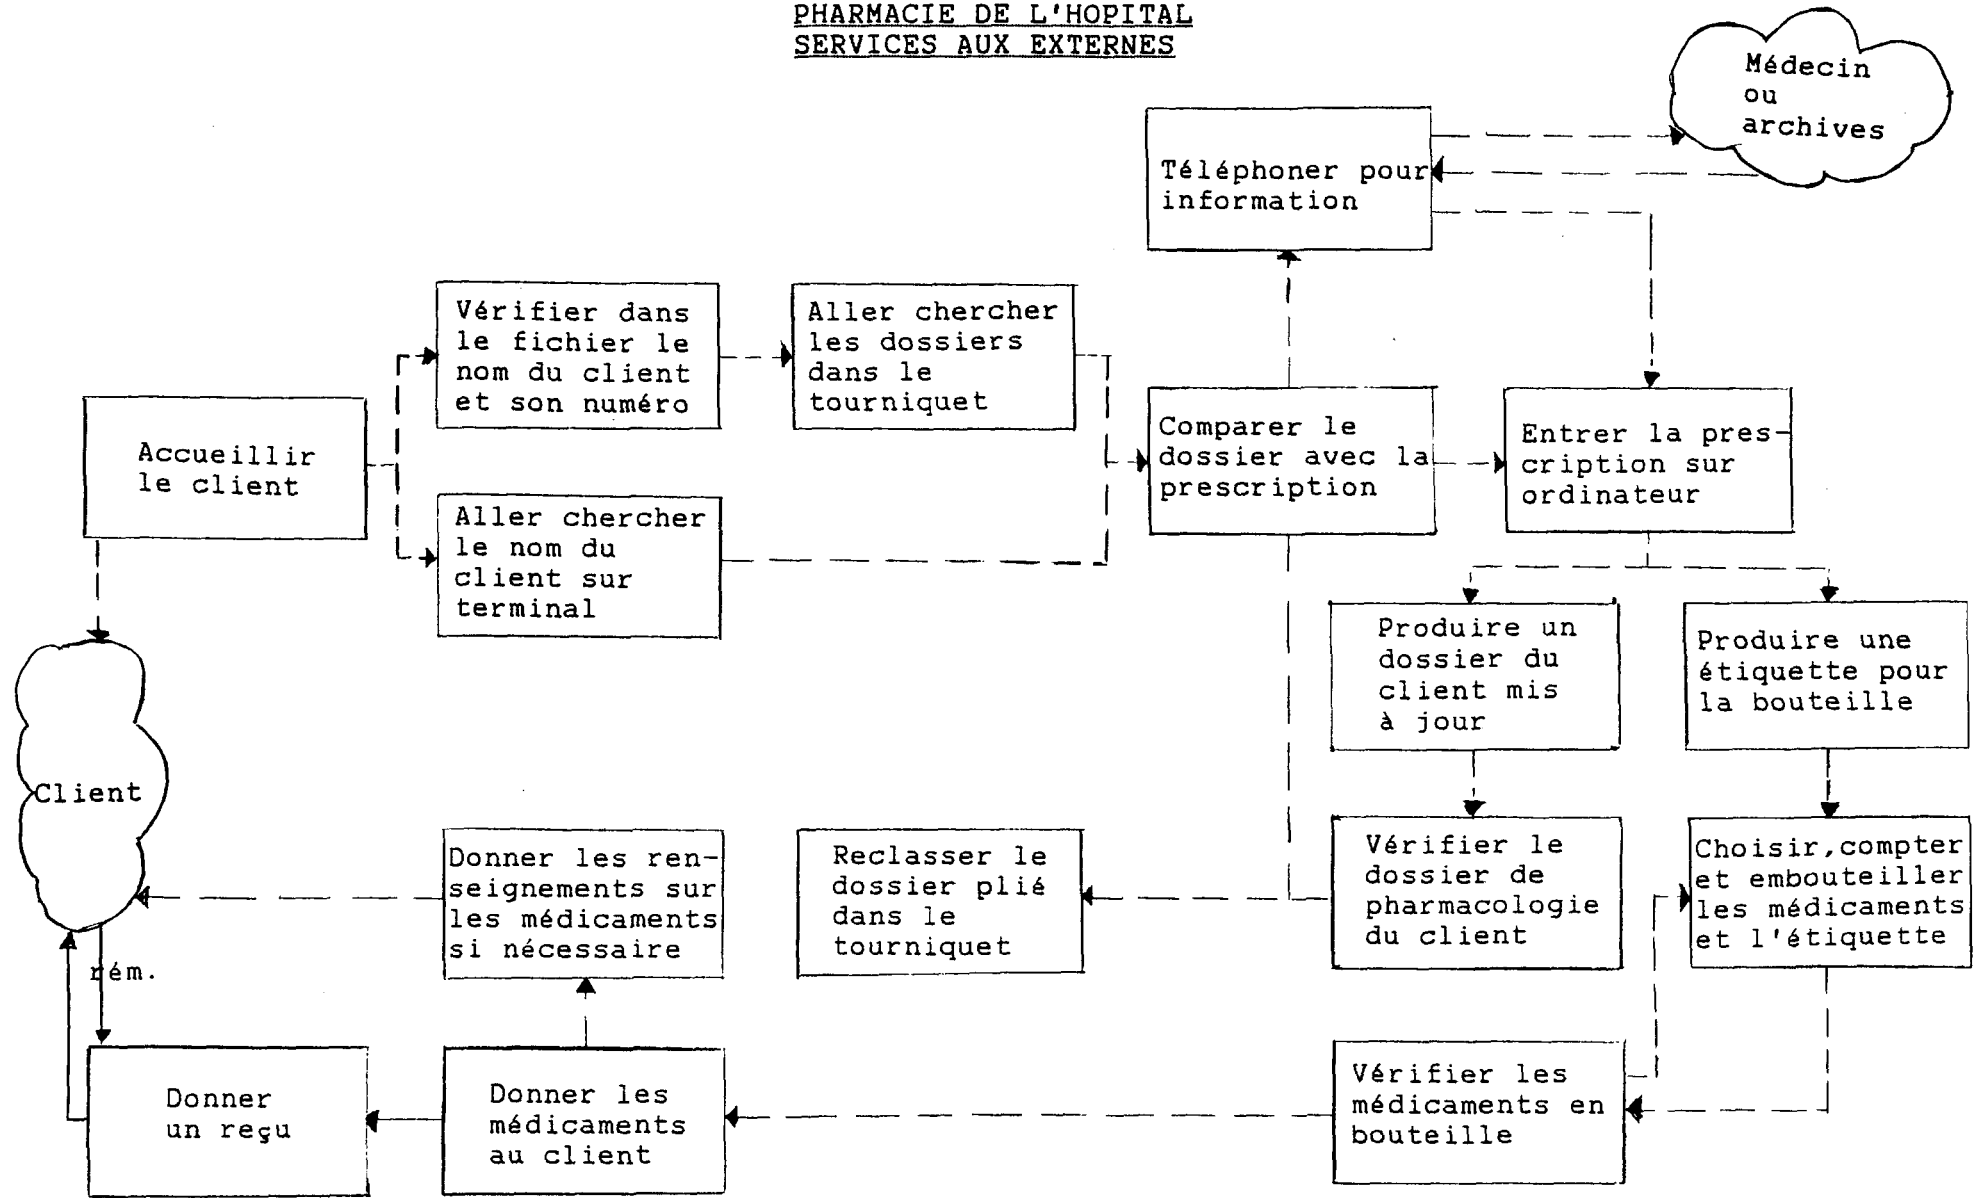 PHARMACIE DE L'HOPITAL
SERVICES AUX EXTERNES
Médecin
ou
archives
Téléphoner pour
information
Vérifier dans
le fichier le
nom du client
et son numéro
Aller chercher
les dossiers
dans le
tourniquet
Accueillir
le client
Aller chercher
le nom du
client sur
terminal
Comparer le
dossier avec la
prescription
Entrer la pres-
cription sur
ordinateur
Produire un
dossier du
client mis
à jour
Produire une
étiquette pour
la bouteille
Client
Donner les ren-
seignements sur
les médicaments
si nécessaire
Reclasser le
dossier plié
dans le
tourniquet
Vérifier le
dossier de
pharmacologie
du client
Choisir,compter
et embouteiller
les médicaments
et l'étiquette
rém.
Donner
un reçu
Donner les
médicaments
au client
Vérifier les
médicaments en
bouteille